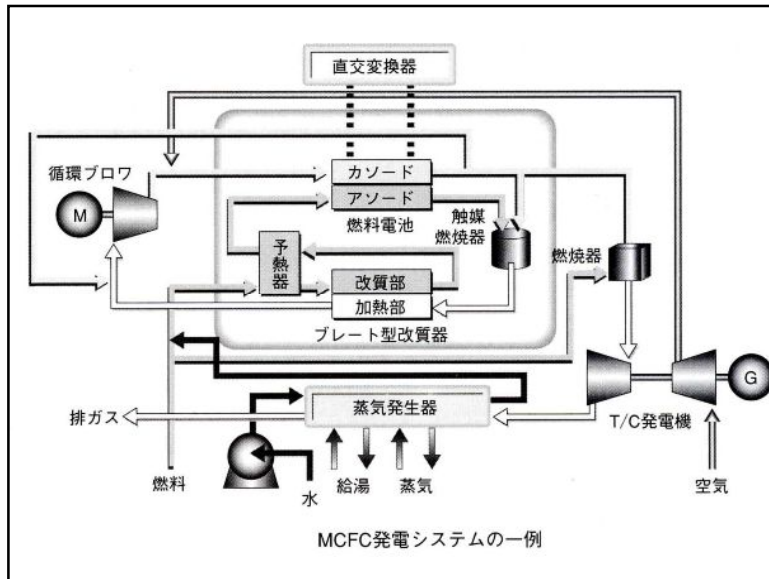 直交変換器
循環ブロワ
M
カソード
アソード
燃料電池
触媒
燃焼器
燃焼器
予熱器
改質部
加熱部
プレート型改質器
G
T/C発電機
蒸気発生器
排ガス
燃料
水
給湯
蒸気
空気
MCFC発電システムの一例